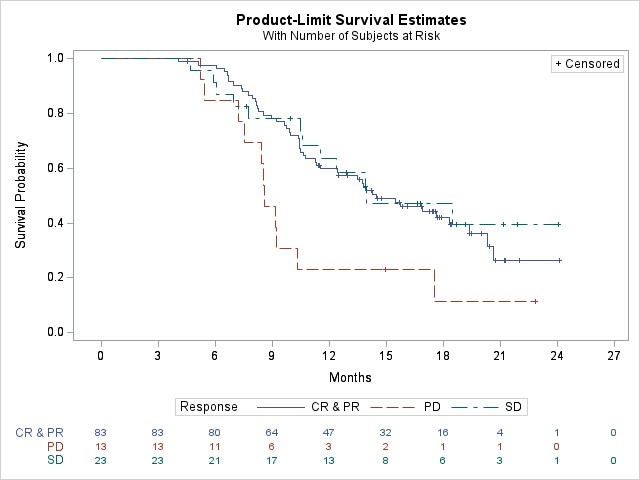 Product-Limit Survival Estimates
With Number of Subjects at Risk
+ Censored
1.0
0.8
0.6
0.4
0.2
0.0
Survival Probability
0 3 6 9 12 15 18 21 24 27
Months
Response CR & PR PD SD
CR & PR 83 83 80 64 47 32 16 4 1 0
PD 13 13 11 6 3 2 1 1 0
SD 23 23 21 17 13 8 6 3 1 0